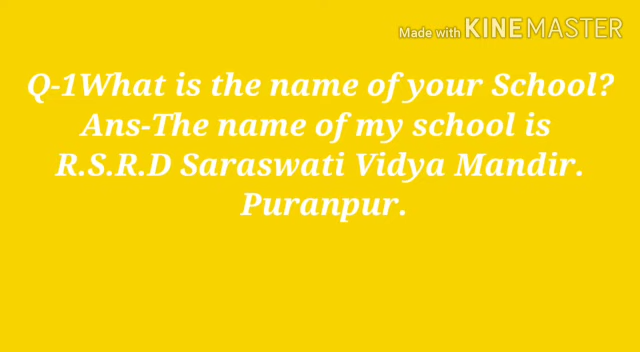 Made with KINEMASTER
Q-1What is the name of your School?
Ans-The name of my school is
R.S.R.D Saraswati Vidya Mandir.
Puranpur.